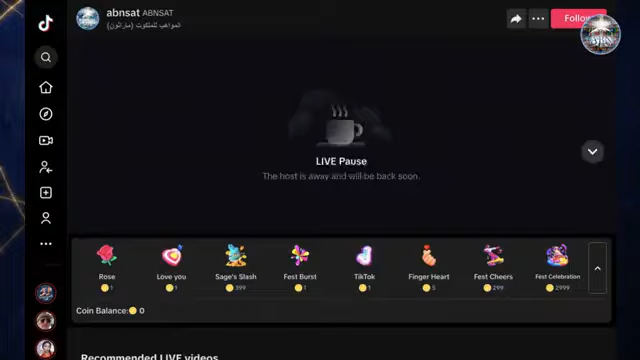 abnsat ABNSAT
المواهب للملكوت (ماراثون)
Follow
ABN
LIVE Pause
The host is away and will be back soon.
Rose
Love you
Sage's Slash
Fest Burst
TikTok
Finger Heart
Fest Cheers
Fest Celebration
1
1
399
1
1
5
299
2999
Coin Balance: 0
Recommended LIVE videos